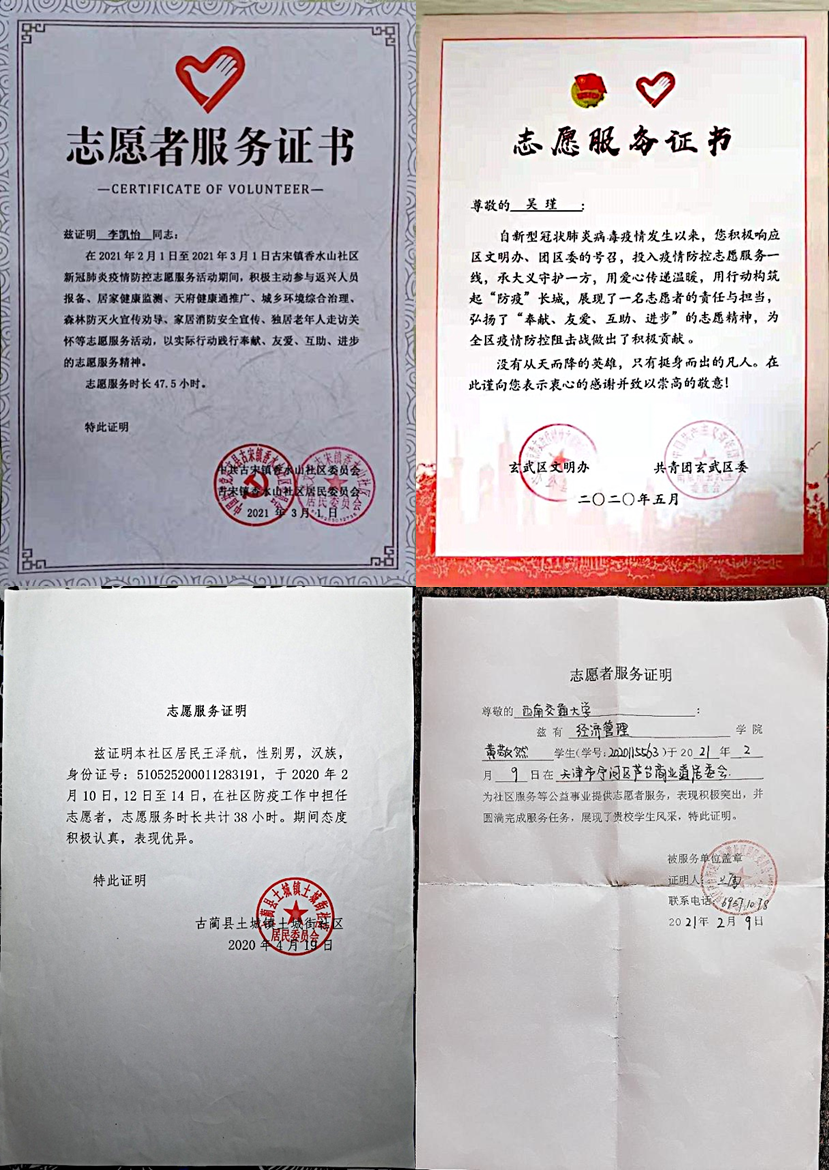 志愿者服务证书
—CERTIFICATE OF VOLUNTEER—
兹证明 李凯怡 同志：
在2021年2月1日至2021年3月1日古宋镇香水山社区
新冠肺炎疫情防控志愿服务活动期间，积极主动参与返兴人员
报备、居家健康监测、天府健康通推广、城乡环境综合治理、
森林防灭火宣传劝导、家居消防安全宣传、独居老年人走访关
怀等志愿服务活动，以实际行动践行奉献、友爱、互助、进步
的志愿服务精神。
志愿服务时长47.5小时。
特此证明
中共古宋镇香水山社区委员会
古宋镇香水山社区居民委员会
2021年3月1日
志愿服务证书
尊敬的 吴瑾 ：
自新型冠状肺炎病毒疫情发生以来，您积极响应
区文明办、团区委的号召，投入疫情防控志愿服务一
线，承大义守护一方，用爱心传递温暖，用行动构筑
起“防疫”长城，展现了一名志愿者的责任与担当，
弘扬了“奉献、友爱、互助、进步”的志愿精神，为
全区疫情防控阻击战做出了积极贡献。
没有从天而降的英雄，只有挺身而出的凡人。在
此谨向您表示衷心的感谢并致以崇高的敬意！
玄武区文明办 共青团玄武区委
二〇二〇年五月
志愿服务证明
兹证明本社区居民王泽航，性别男，汉族，
身份证号：510525200011283191，于2020年2
月10日，12日至14日，在社区防疫工作中担任
志愿者，志愿服务时长共计38小时。期间态度
积极认真，表现优异。
特此证明
古蔺县土城镇土城街社区
居民委员会
2020年4月19日
志愿者服务证明
尊敬的 西南交通大学 ：
兹有 经济管理 学院
黄敬然 学生(学号:2020115563)于2021年2
月9日在天津市宁河区芦台商业道居委会
为社区服务等公益事业提供志愿者服务，表现积极突出，并
圆满完成服务任务，展现了贵校学生风采，特此证明。
被服务单位盖章
证明人：
联系电话：
2021年2月9日